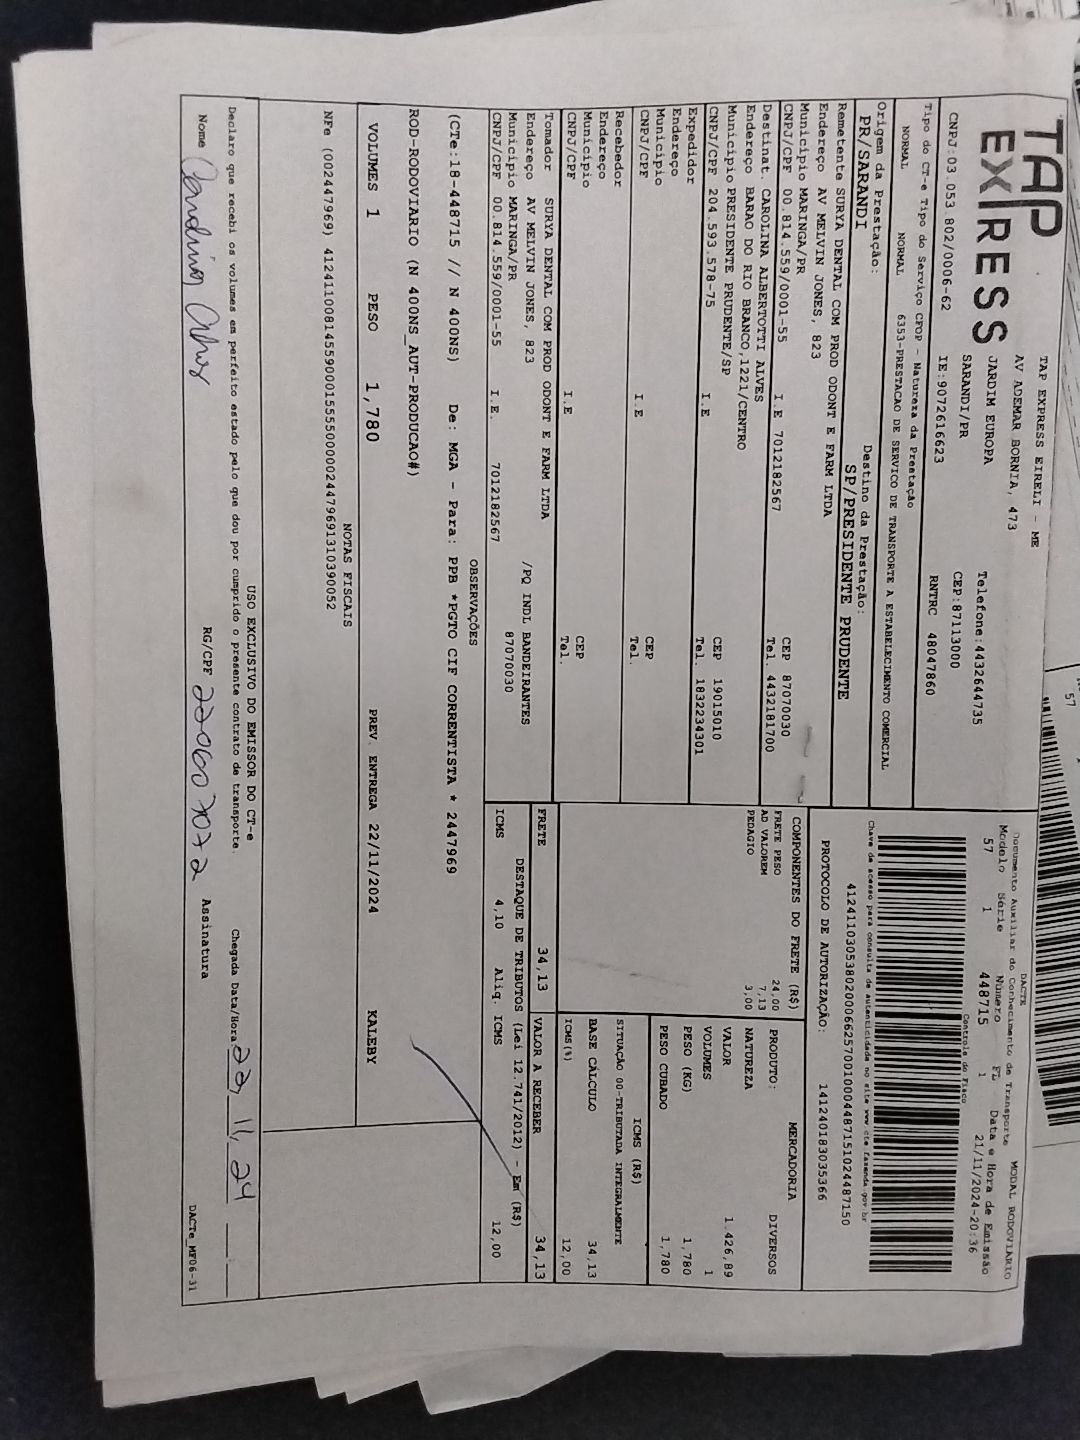 TAP
EXPRESS
TAP EXPRESS EIRELI - ME
AV ADEMAR BORNIA, 473
JARDIM EUROPA
SARANDI/PR
Telefone:4432644735
CEP:87113000
CNPJ:03.053.802/0006-62 IE:9072616623 RNTRC 48047860
DACTE
Documento Auxiliar do Conhecimento de Transporte MODAL RODOVIARIO
Modelo Série Número FL Data e Hora de Emissão
57 1 448715 1 21/11/2024-20:36
Controle do Fisco
Chave de acesso para consulta de autenticidade no site www.cte.fazenda.gov.br
41241103053802000662570010004487151024487150
PROTOCOLO DE AUTORIZAÇÃO: 141240183035366
Tipo do CT-e Tipo do Serviço CFOP - Natureza da Prestação
NORMAL NORMAL 6353-PRESTACAO DE SERVICO DE TRANSPORTE A ESTABELECIMENTO COMERCIAL
Origem da Prestação: Destino da Prestação:
PR/SARANDI SP/PRESIDENTE PRUDENTE
Remetente SURYA DENTAL COM PROD ODONT E FARM LTDA
Endereço AV MELVIN JONES, 823
Município MARINGA/PR CEP 87070030
CNPJ/CPF 00.814.559/0001-55 I.E 7012182567 Tel. 4432181700
Destinat. CAROLINA ALBERTOTTI ALVES
Endereço BARAO DO RIO BRANCO,1221/CENTRO
Município PRESIDENTE PRUDENTE/SP CEP 19015010
CNPJ/CPF 204.593.578-75 I.E Tel. 1832234301
Expedidor
Endereço
Município CEP
CNPJ/CPF I.E Tel.
Recebedor
Endereço
Município CEP
CNPJ/CPF I.E Tel.
Tomador SURYA DENTAL COM PROD ODONT E FARM LTDA
Endereço AV MELVIN JONES, 823 /PQ INDL BANDEIRANTES
Município MARINGA/PR 87070030
CNPJ/CPF 00.814.559/0001-55 I.E. 7012182567
COMPONENTES DO FRETE (R$)
FRETE PESO 24,00
AD VALOREM 7,13
PEDAGIO 3,00
PRODUTO: MERCADORIA
NATUREZA DIVERSOS
VALOR 1.426,89
VOLUMES 1
PESO (KG) 1,780
PESO CUBADO 1,780
ICMS (R$)
SITUAÇÃO 00-TRIBUTADA INTEGRALMENTE
BASE CÁLCULO 34,13
ICMS (%) 12,00
FRETE 34,13 VALOR A RECEBER 34,13
DESTAQUE DE TRIBUTOS (Lei 12.741/2012) - Em (R$)
ICMS 4,10 Aliq. ICMS 12,00
OBSERVAÇÕES
(CTe:18-448715 // N 400NS) De: MGA - Para: PPB *PGTO CIF CORRENTISTA * 2447969
ROD-RODOVIARIO (N 400NS_AUT-PRODUCAO#)
VOLUMES 1 PESO 1,780 PREV. ENTREGA 22/11/2024 KALEBY
NOTAS FISCAIS
NFe (002447969) 41241100814559000155550000024479691310390052
USO EXCLUSIVO DO EMISSOR DO CT-e
Declaro que recebi os volumes em perfeito estado pelo que dou por cumprido o presente contrato de transporte. Chegada Data/Hora 22, 11, 24 :
Nome RG/CPF 220607072 Assinatura
DACTe_MF06-31
57